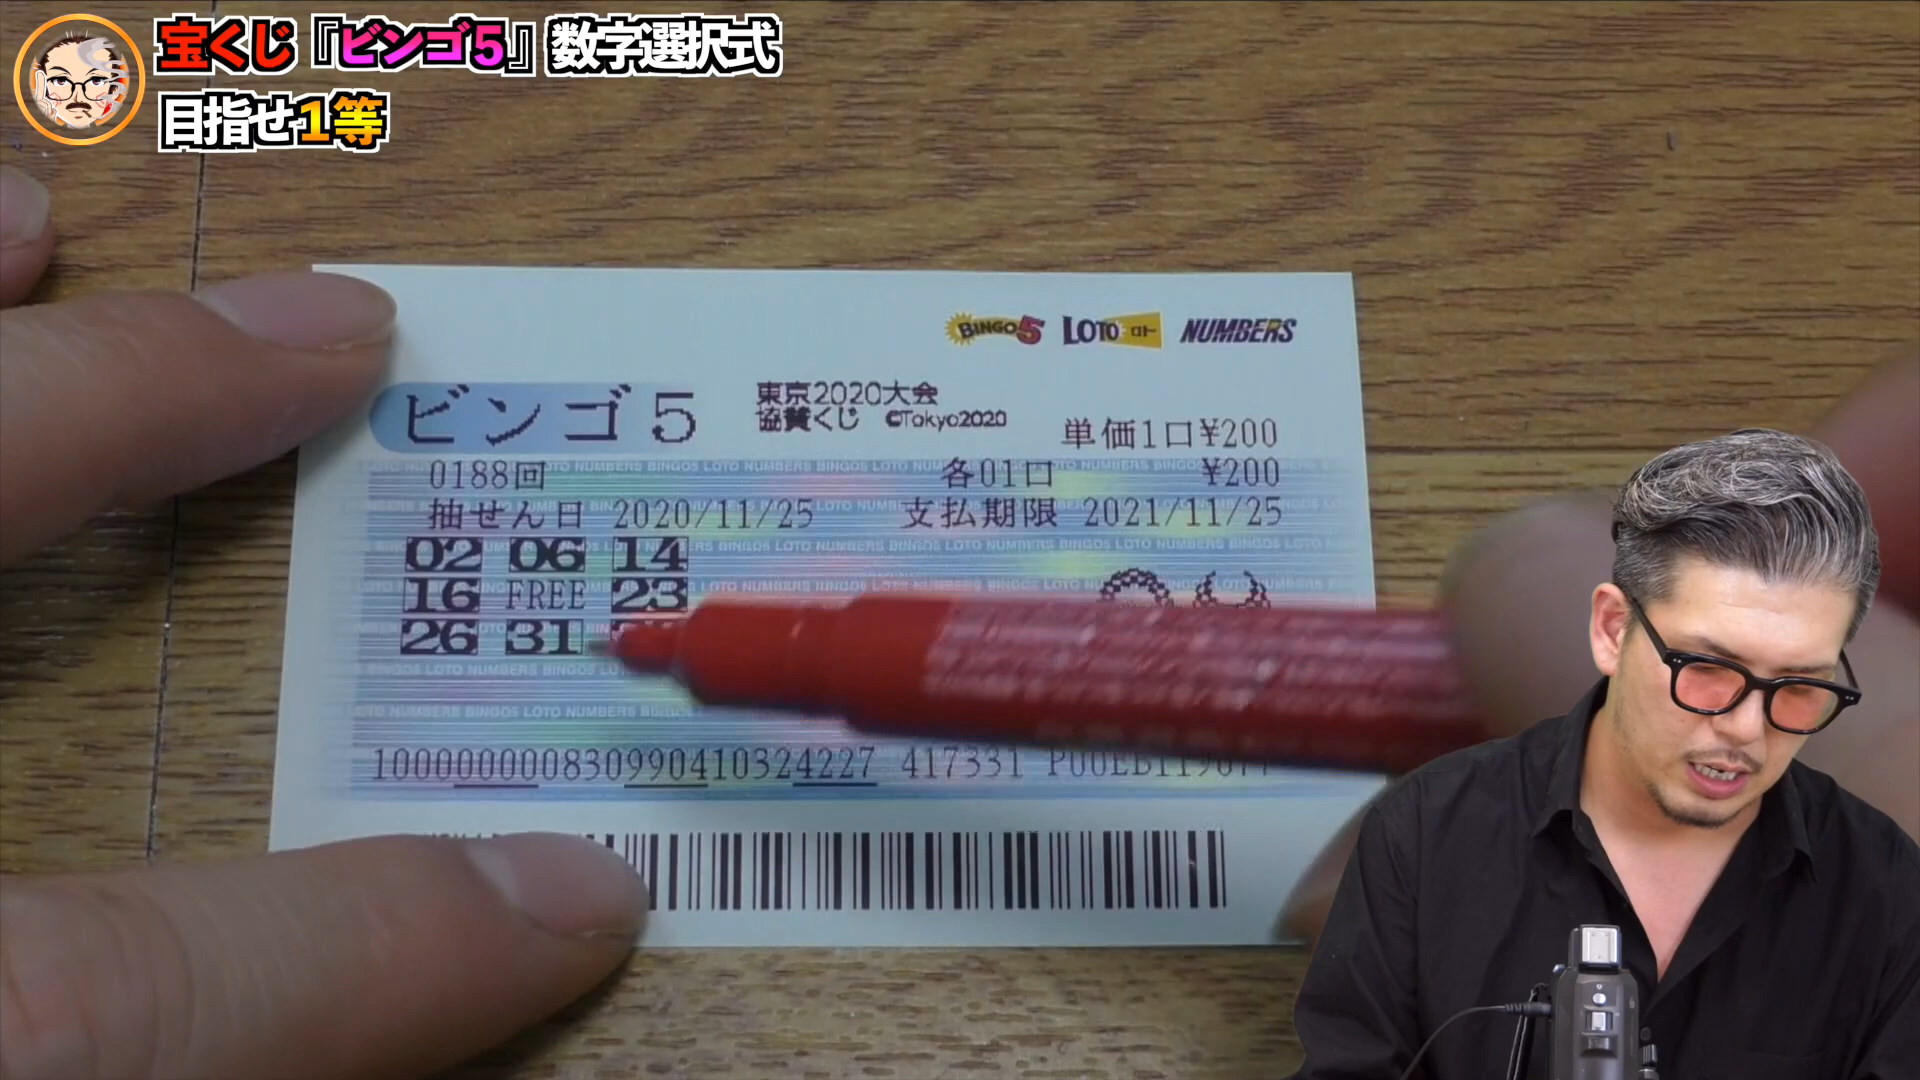 宝くじ『ビンゴ５』数字選択式
目指せ1等
BINGO5 LOTO ロト NUMBERS
ビンゴ5
東京2020大会
協賛くじ ©Tokyo2020
単価1口¥200
0188回 各01口 ¥200
抽せん日 2020/11/25 支払期限 2021/11/25
02 06 14
16 FREE 23
26 31
100000000830990410324227 417331